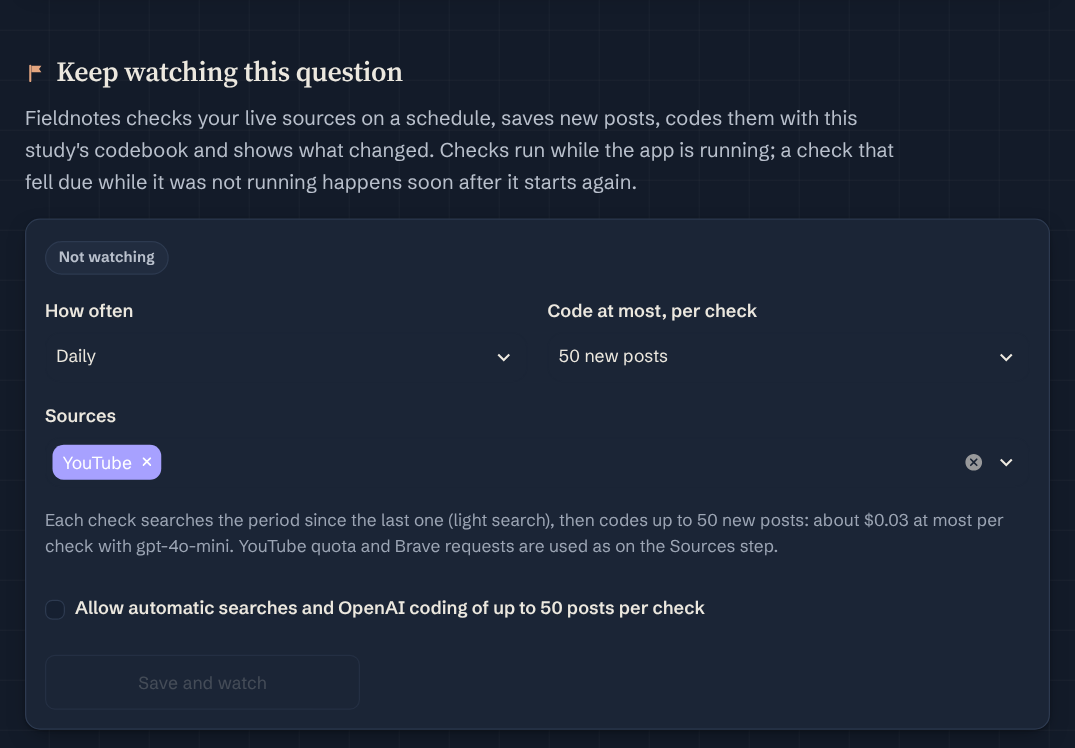 Keep watching this question
Fieldnotes checks your live sources on a schedule, saves new posts, codes them with this
study's codebook and shows what changed. Checks run while the app is running; a check that
fell due while it was not running happens soon after it starts again.
Not watching
How often
Code at most, per check
Daily
50 new posts
Sources
YouTube ×
Each check searches the period since the last one (light search), then codes up to 50 new posts: about $0.03 at most per
check with gpt-4o-mini. YouTube quota and Brave requests are used as on the Sources step.
Allow automatic searches and OpenAI coding of up to 50 posts per check
Save and watch